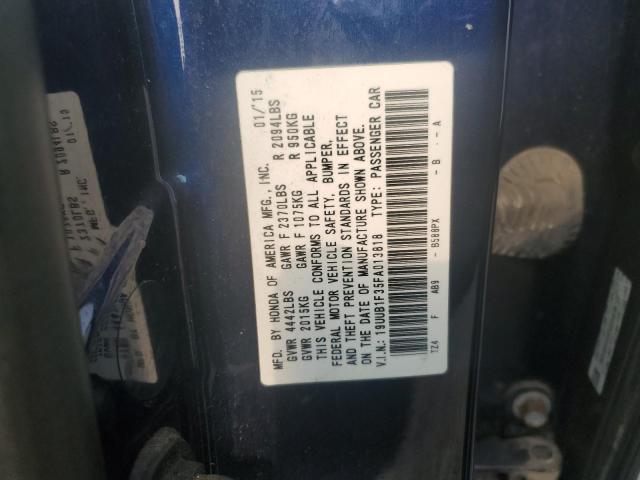 MFD. BY HONDA OF AMERICA MFG., INC. 01/'15
GVWR 4442LBS GAWR F 2370LBS R 2094LBS
GVWR 2015KG GAWR F 1075KG R 950KG
THIS VEHICLE CONFORMS TO ALL APPLICABLE
FEDERAL MOTOR VEHICLE SAFETY, BUMPER,
AND THEFT PREVENTION STANDARDS IN EFFECT
ON THE DATE OF MANUFACTURE SHOWN ABOVE.
V.I.N.: 19UUB1F35FA013818 TYPE: PASSENGER CAR
TZ4 F AB9 - B588PX - B - - A